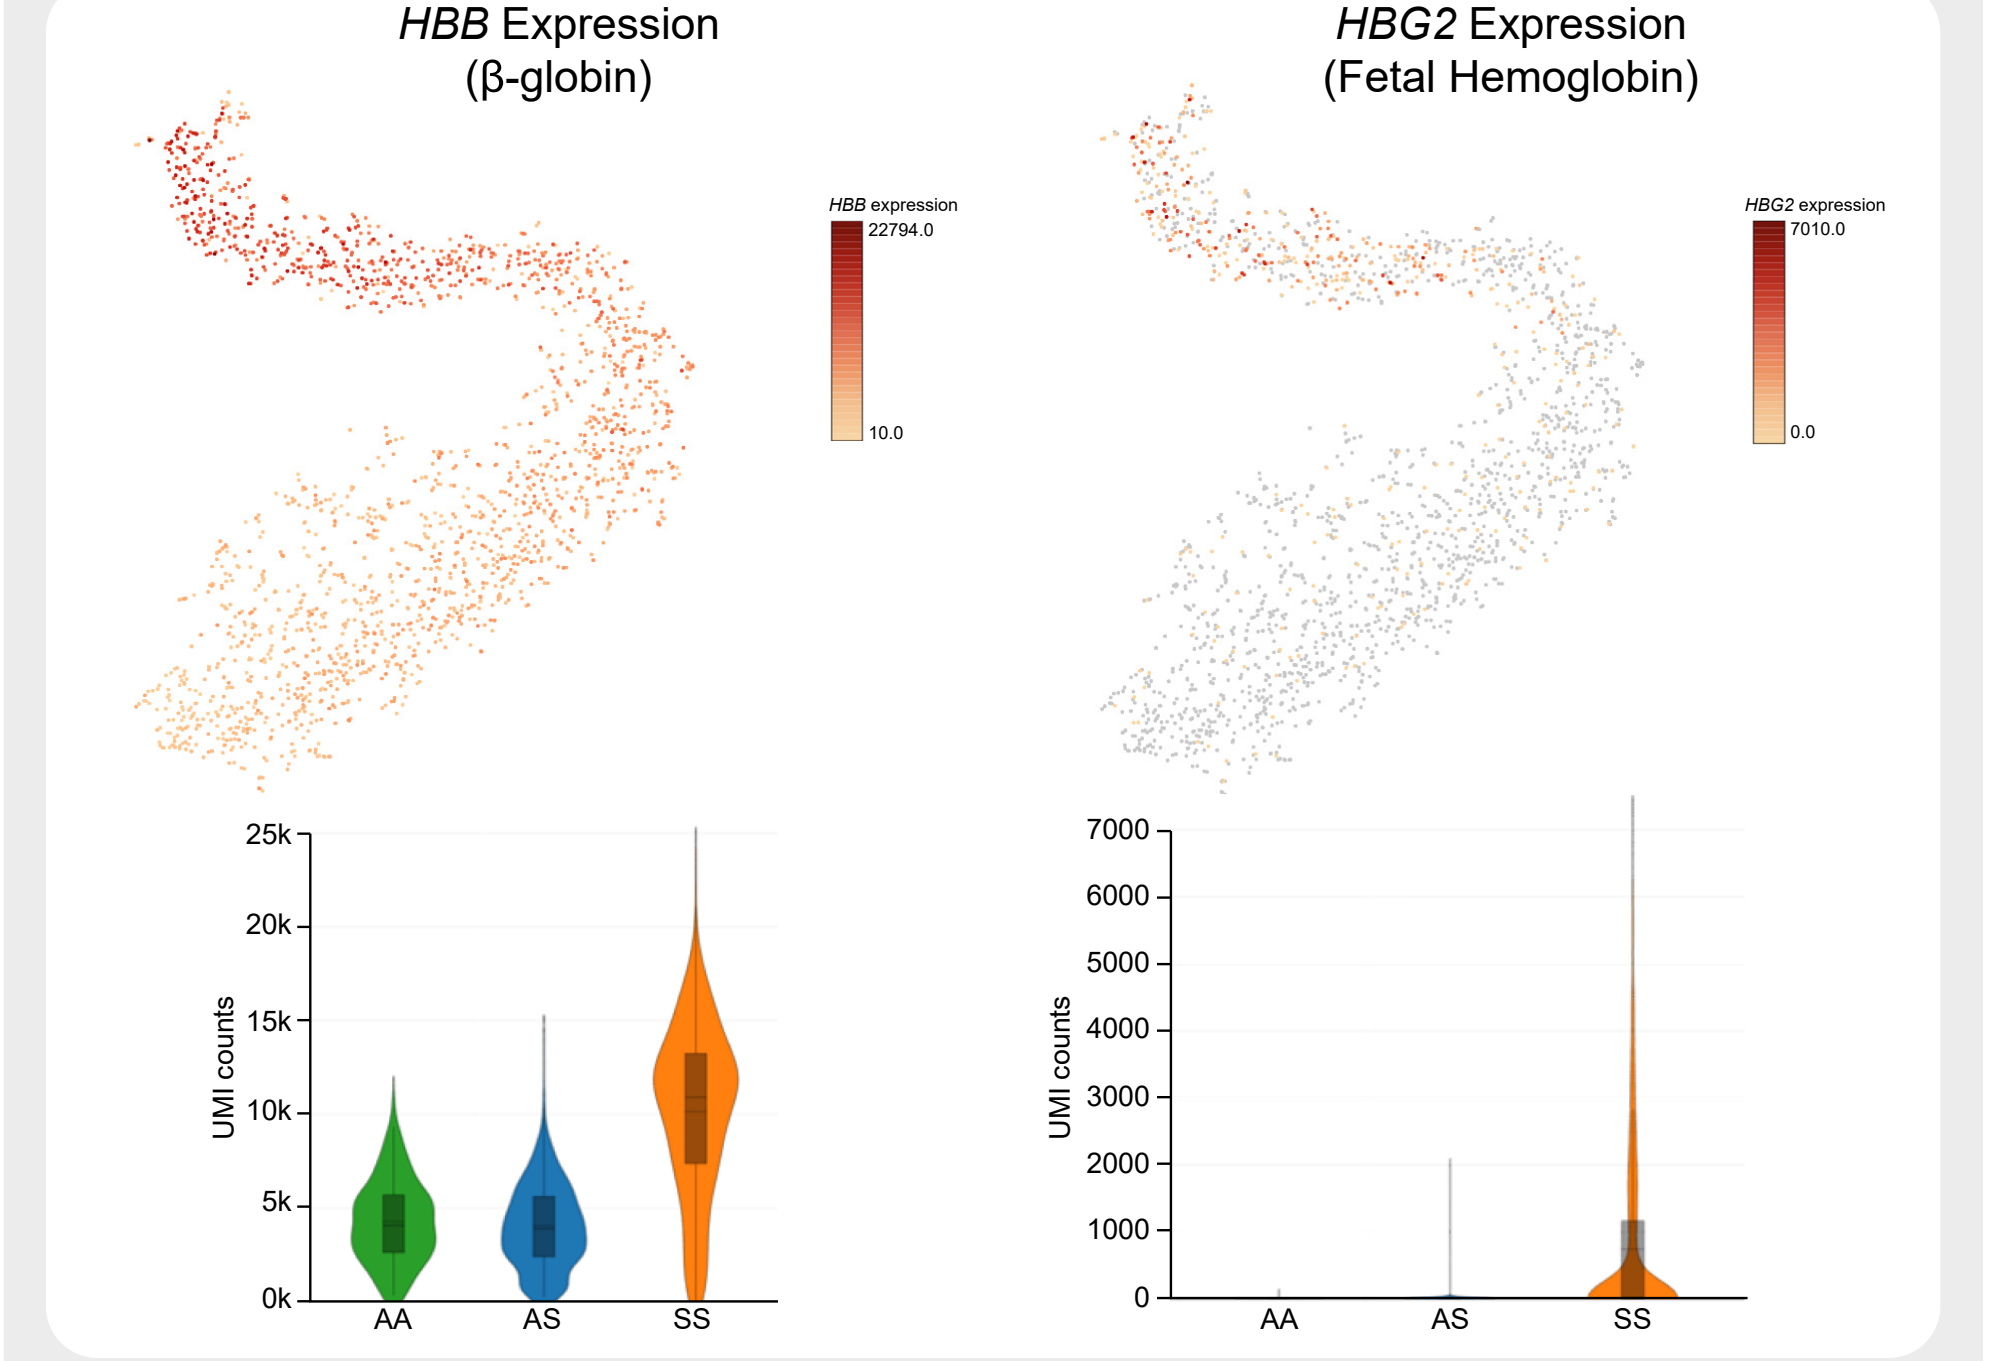 HBB Expression
(β-globin)
HBB expression
22794.0
10.0
25k
20k
15k
10k
5k
0k
UMI counts
AA
AS
SS
HBG2 Expression
(Fetal Hemoglobin)
HBG2 expression
7010.0
0.0
7000
6000
5000
4000
3000
2000
1000
0
UMI counts
AA
AS
SS